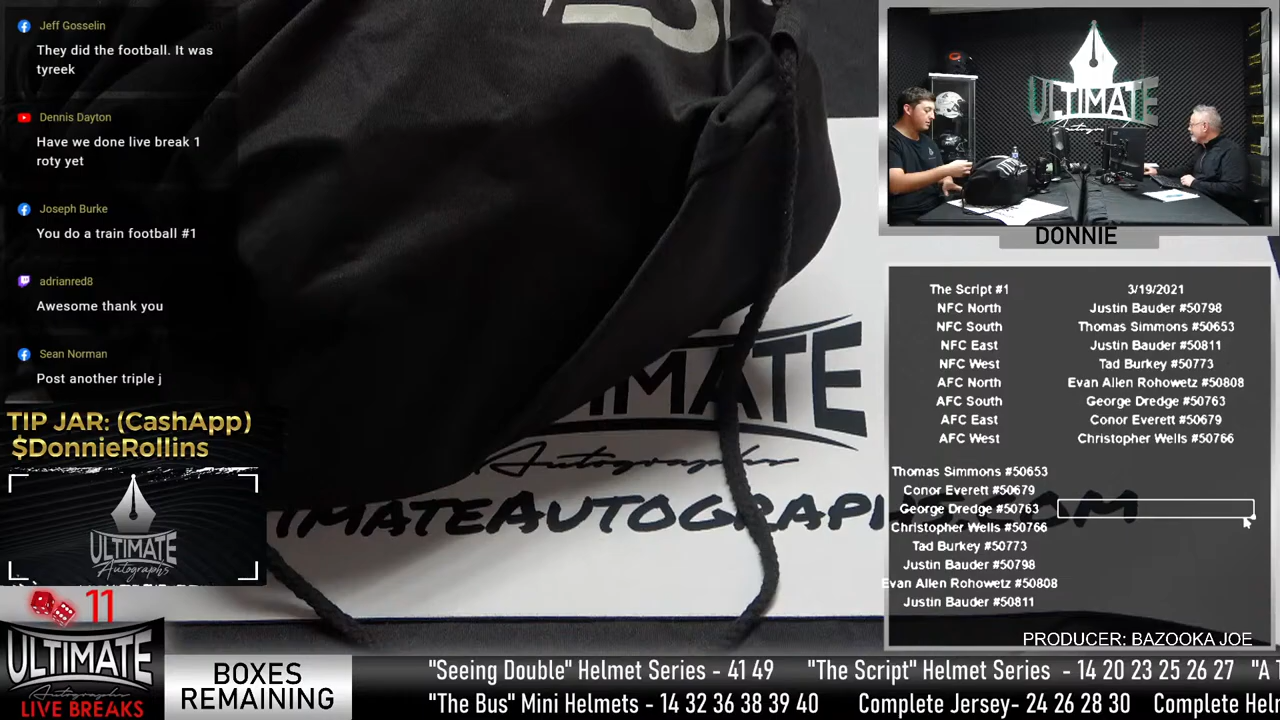 Jeff Gosselin
They did the football. It was
tyreek
Dennis Dayton
Have we done live break 1
roty yet
Joseph Burke
You do a train football #1
adrianred8
Awesome thank you
Sean Norman
Post another triple j
TIP JAR: (CashApp)
$DonnieRollins
ULTIMATE
Autographs
11
ULTIMATE
Autographs
LIVE BREAKS
BOXES
REMAINING
ULTIMATE
Autographs
DONNIE
The Script #1 3/19/2021
NFC North Justin Bauder #50798
NFC South Thomas Simmons #50653
NFC East Justin Bauder #50811
NFC West Tad Burkey #50773
AFC North Evan Allen Rohowetz #50808
AFC South George Dredge #50763
AFC East Conor Everett #50679
AFC West Christopher Wells #50766
Thomas Simmons #50653
Conor Everett #50679
George Dredge #50763
Christopher Wells #50766
Tad Burkey #50773
Justin Bauder #50798
Evan Allen Rohowetz #50808
Justin Bauder #50811
PRODUCER: BAZOOKA JOE
"Seeing Double" Helmet Series - 41 49 "The Script" Helmet Series - 14 20 23 25 26 27 "A
"The Bus" Mini Helmets - 14 32 36 38 39 40 Complete Jersey- 24 26 28 30 Complete Hel